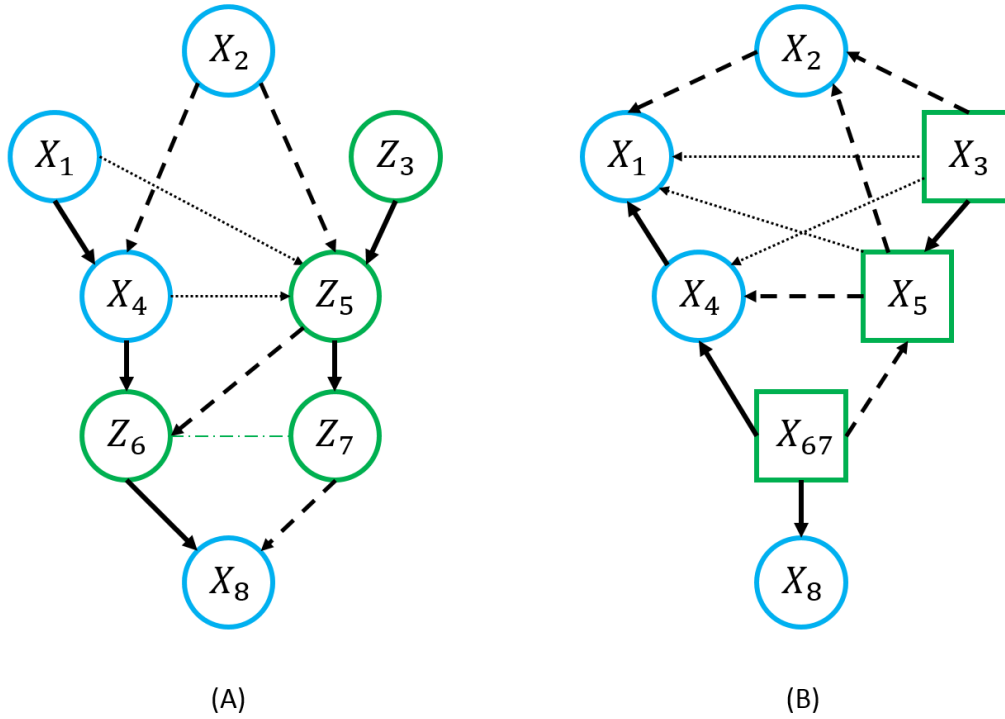 X₂ X₂
X₁ Z₃ X₁ X₃
X₄ Z₅ X₄ X₅
Z₆ Z₇ X₆₇
X₈ X₈
(A) (B)